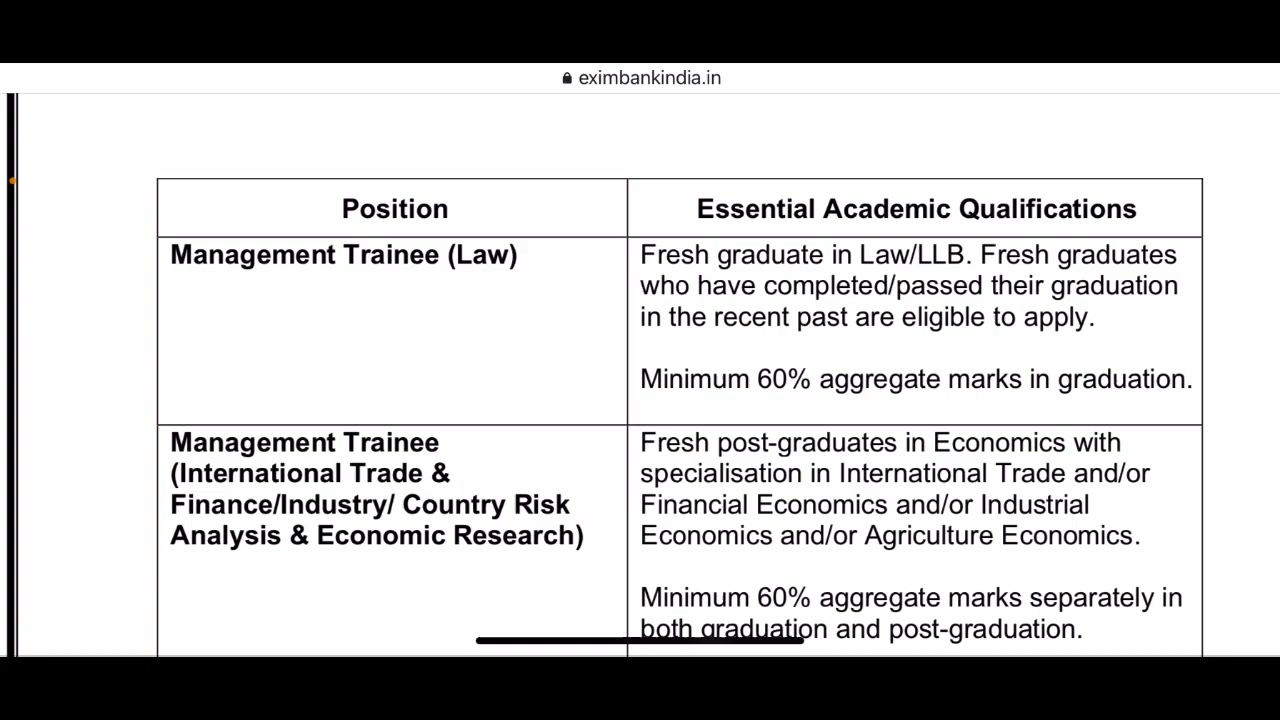 eximbankindia.in
Position
Essential Academic Qualifications
Management Trainee (Law)
Fresh graduate in Law/LLB. Fresh graduates
who have completed/passed their graduation
in the recent past are eligible to apply.
Minimum 60% aggregate marks in graduation.
Management Trainee
(International Trade &
Finance/Industry/ Country Risk
Analysis & Economic Research)
Fresh post-graduates in Economics with
specialisation in International Trade and/or
Financial Economics and/or Industrial
Economics and/or Agriculture Economics.
Minimum 60% aggregate marks separately in
both graduation and post-graduation.